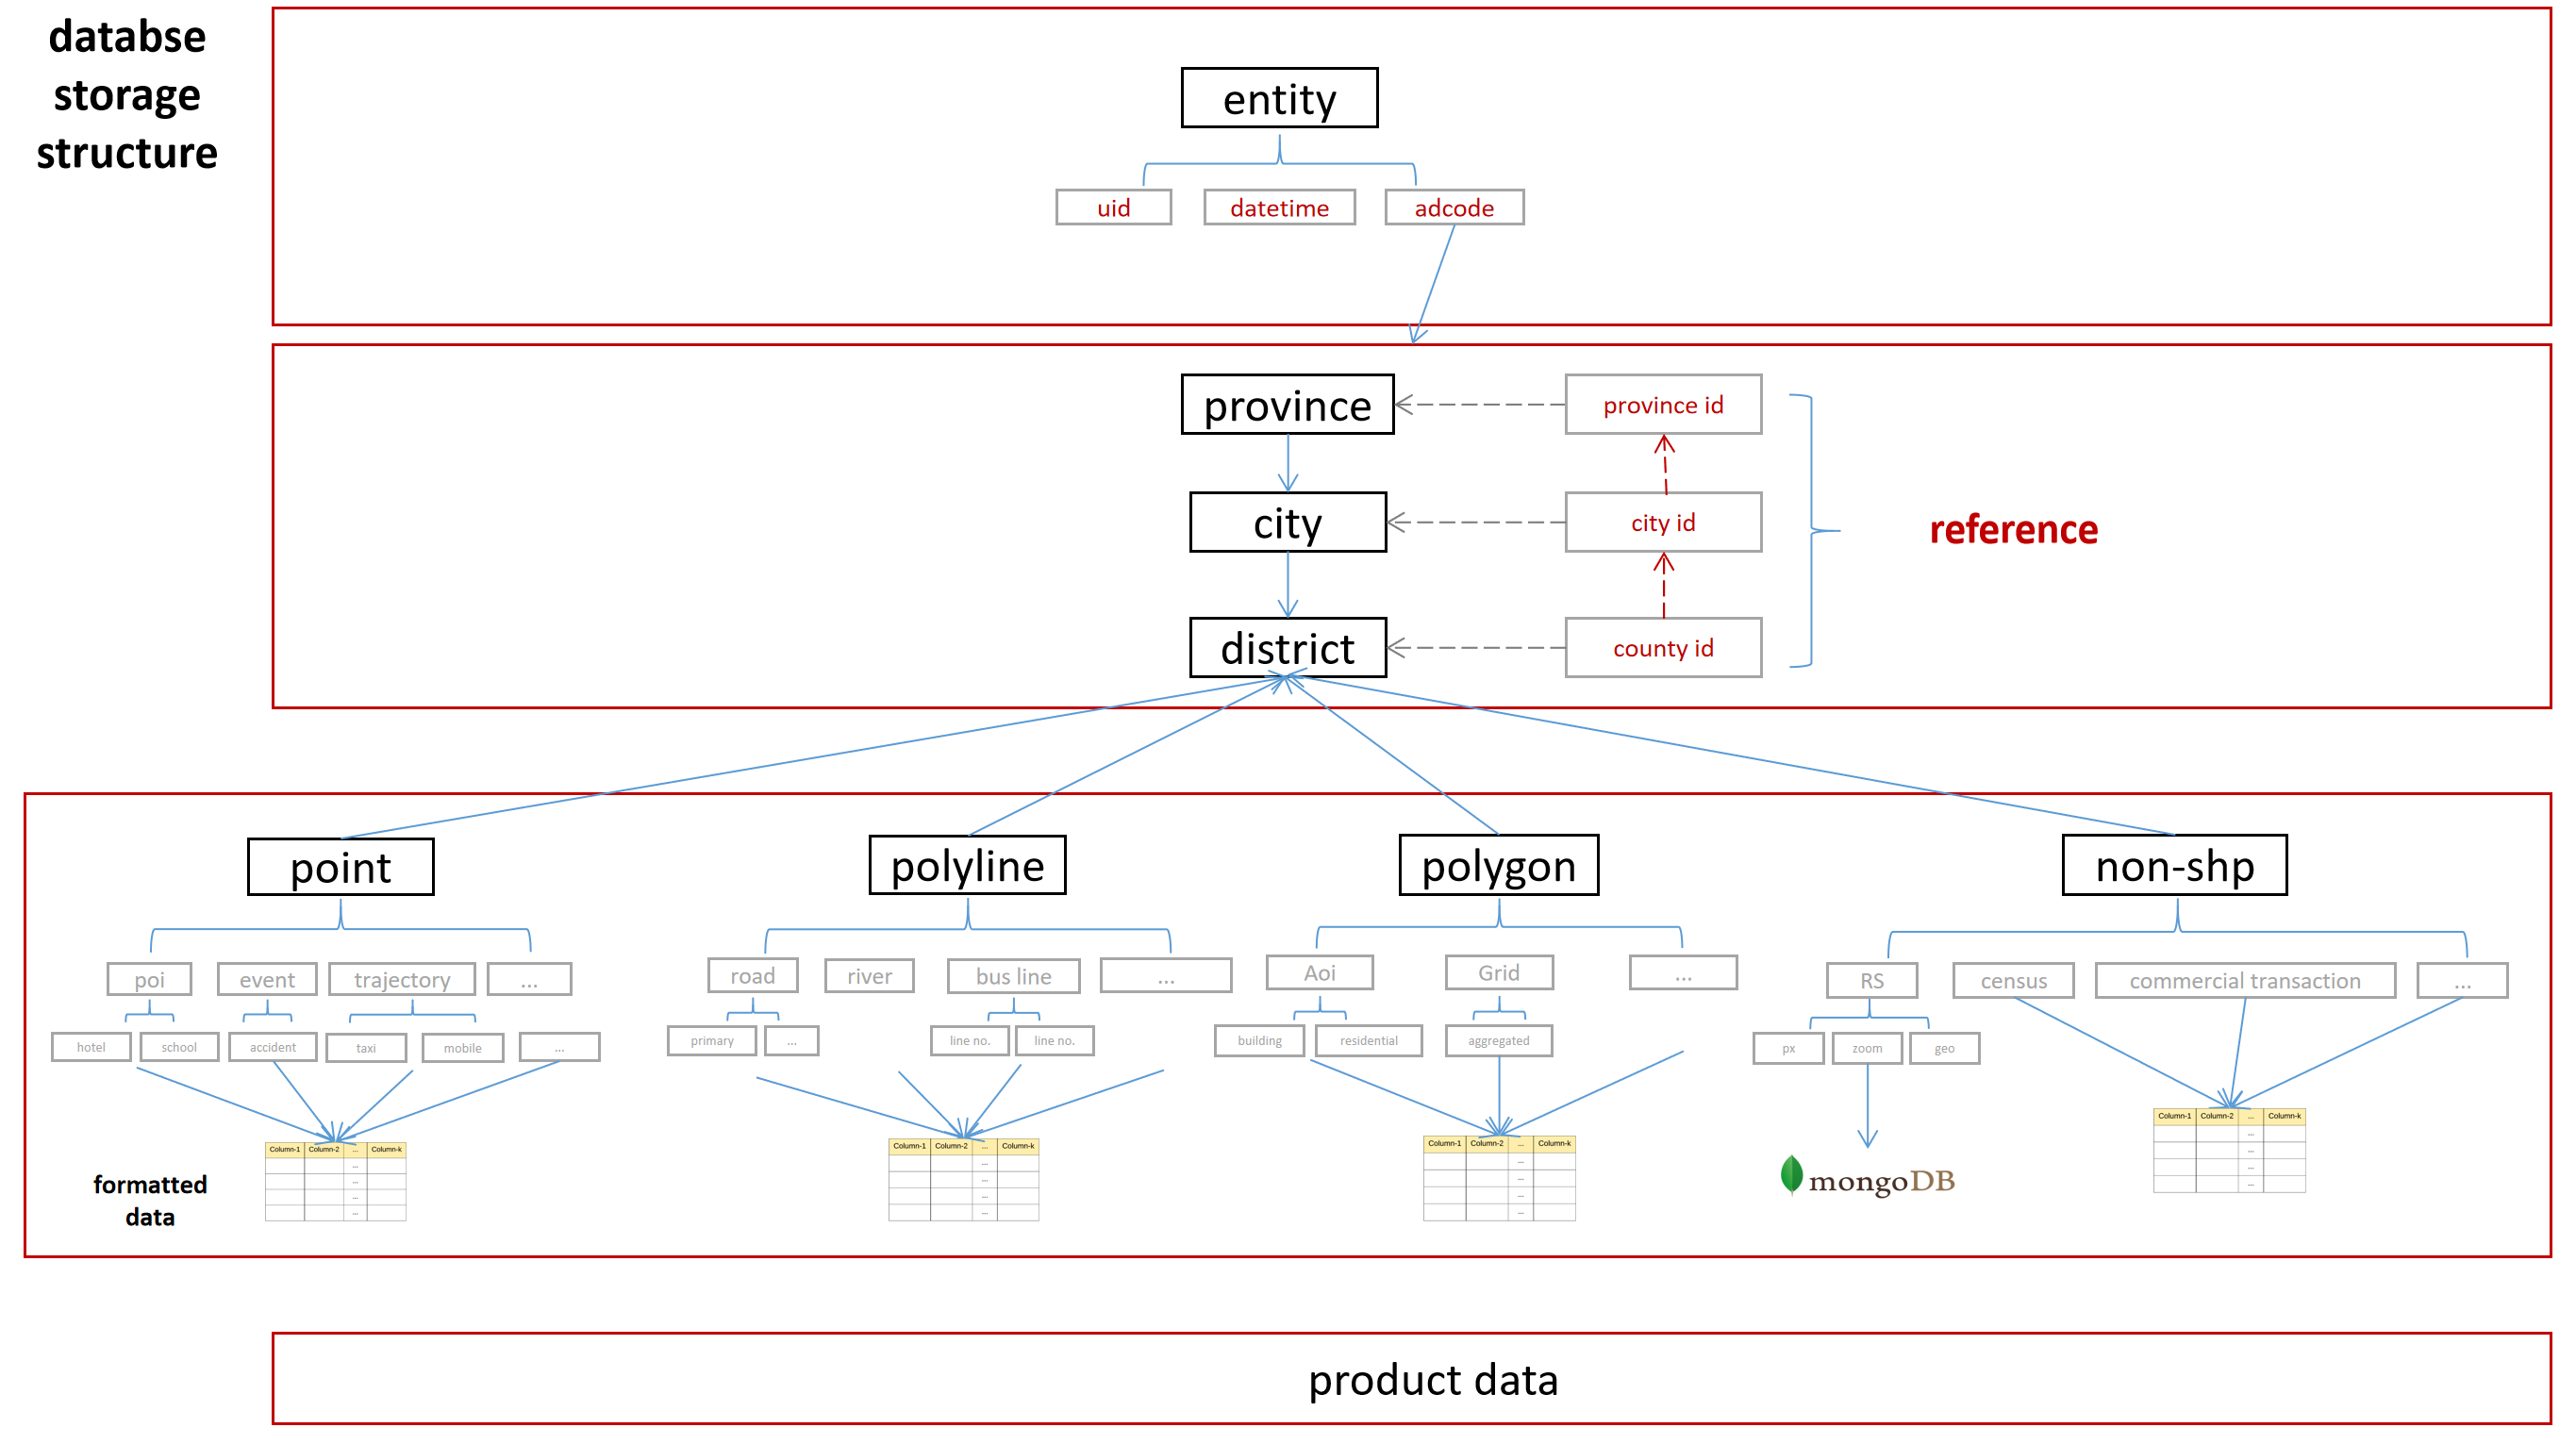 databse
storage
structure
entity
uid datetime adcode
province province id
city city id
reference
district county id
point polyline polygon non-shp
poi event trajectory ...
road river bus line ...
Aoi Grid ...
RS census commercial transaction ...
hotel school accident taxi mobile ...
primary ... line no. line no.
building residential aggregated
px zoom geo
Column-1 Column-2 ... Column-k
...
...
...
...
Column-1 Column-2 ... Column-k
...
...
...
...
Column-1 Column-2 ... Column-k
...
...
...
...
mongoDB
Column-1 Column-2 ... Column-k
...
...
...
...
formatted
data
product data